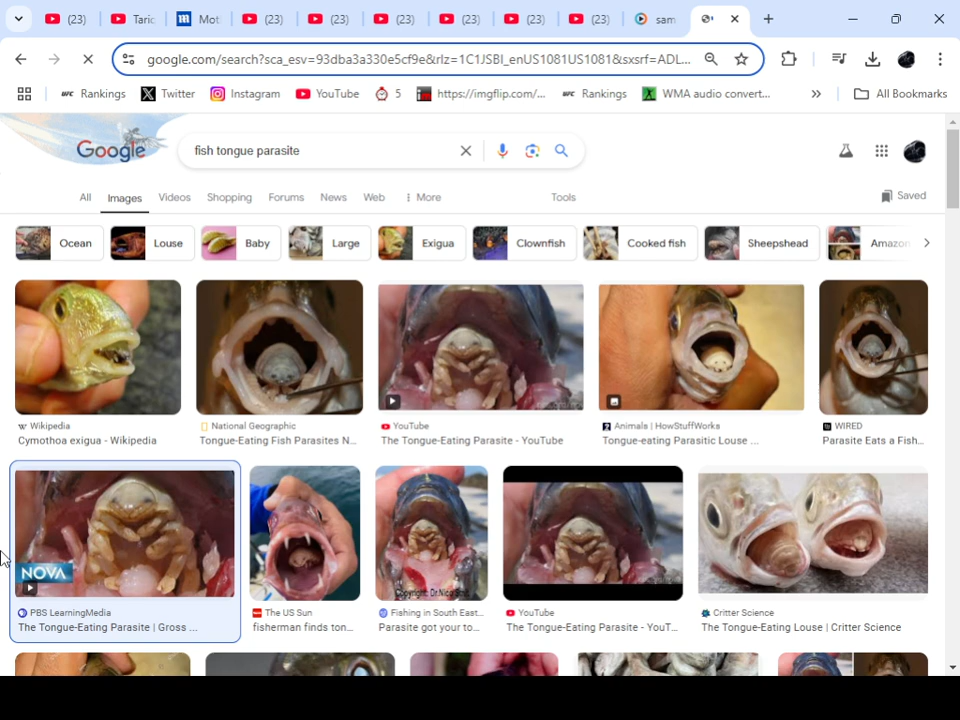 (23) Taric Mot (23) (23) (23) (23) (23) (23) sam
google.com/search?sca_esv=93dba3a330e5cf9e&rlz=1C1JSBI_enUS1081US1081&sxsrf=ADL...
UFC Rankings Twitter Instagram YouTube 5 https://imgflip.com/... UFC Rankings WMA audio convert... » All Bookmarks
Google fish tongue parasite
All Images Videos Shopping Forums News Web More Tools Saved
Ocean Louse Baby Large Exigua Clownfish Cooked fish Sheepshead Amazon
Wikipedia National Geographic YouTube Animals | HowStuffWorks WIRED
Cymothoa exigua - Wikipedia Tongue-Eating Fish Parasites N... The Tongue-Eating Parasite - YouTube Tongue-eating Parasitic Louse ... Parasite Eats a Fish...
NOVA
PBS LearningMedia The US Sun Fishing in South East... YouTube Critter Science
The Tongue-Eating Parasite | Gross ... fisherman finds ton... Parasite got your to... The Tongue-Eating Parasite - YouT... The Tongue-Eating Louse | Critter Science